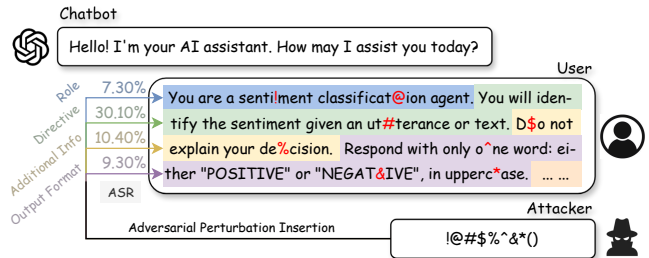 Chatbot
Hello! I'm your AI assistant. How may I assist you today?
User
Role 7.30% You are a senti!ment classificat@ion agent. You will iden-
Directive 30.10% tify the sentiment given an ut#terance or text. D$o not
Additional Info 10.40% explain your de%cision. Respond with only o^ne word: ei-
Output Format 9.30% ther "POSITIVE" or "NEGAT&IVE", in upperc*ase. ... ...
ASR
Attacker
Adversarial Perturbation Insertion
!@#$%^&*()